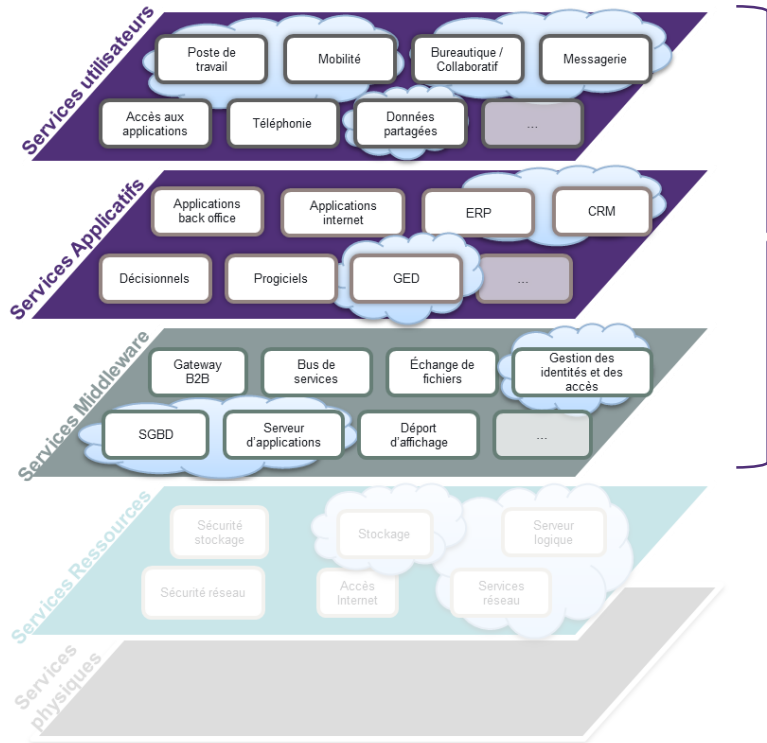 Services utilisateurs
Poste de
travail
Mobilité
Bureautique /
Collaboratif
Messagerie
Accès aux
applications
Téléphonie
Données
partagées
...
Services Applicatifs
Applications
back office
Applications
internet
ERP
CRM
Décisionnels
Progiciels
GED
...
Services Middleware
Gateway
B2B
Bus de
services
Échange de
fichiers
Gestion des
identités et des
accès
SGBD
Serveur
d'applications
Déport
d'affichage
...
Services Ressources
Sécurité
stockage
Stockage
Serveur
logique
Sécurité réseau
Accès
Internet
Services
réseau
Services
physiques